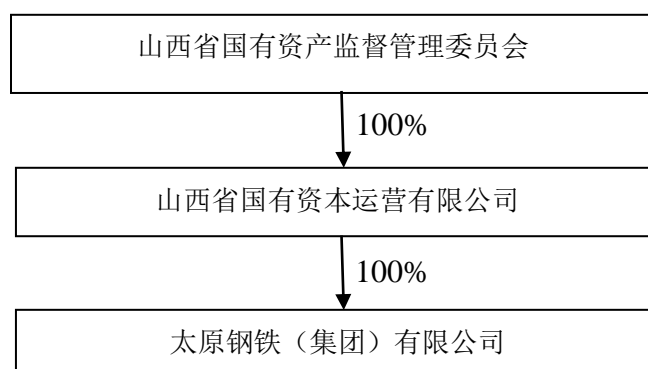 山西省国有资产监督管理委员会
100%
山西省国有资本运营有限公司
100%
太原钢铁（集团）有限公司